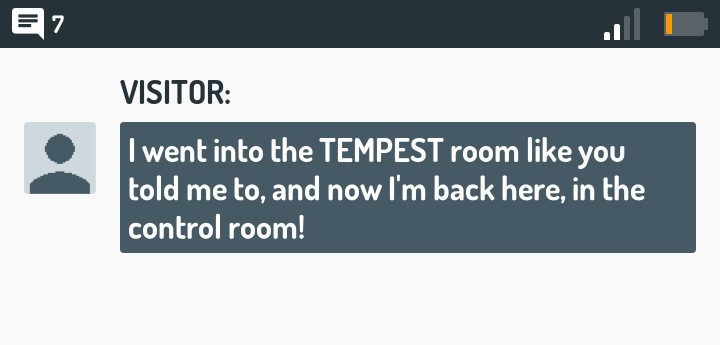 7
VISITOR:
I went into the TEMPEST room like you
told me to, and now I'm back here, in the
control room!